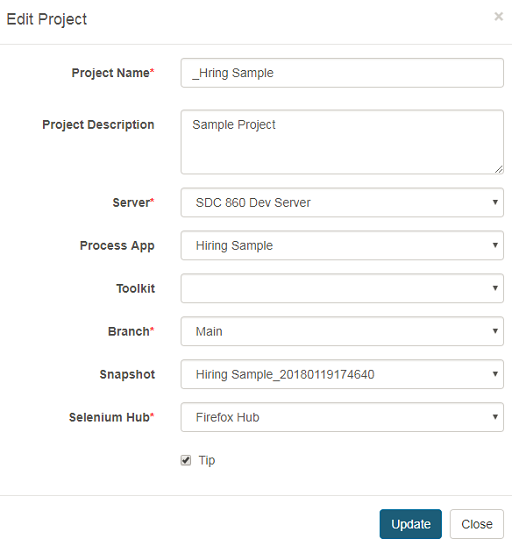 Edit Project ×
Project Name* _Hring Sample
Project Description Sample Project
Server* SDC 860 Dev Server
Process App Hiring Sample
Toolkit
Branch* Main
Snapshot Hiring Sample_20180119174640
Selenium Hub* Firefox Hub
Tip
Update Close